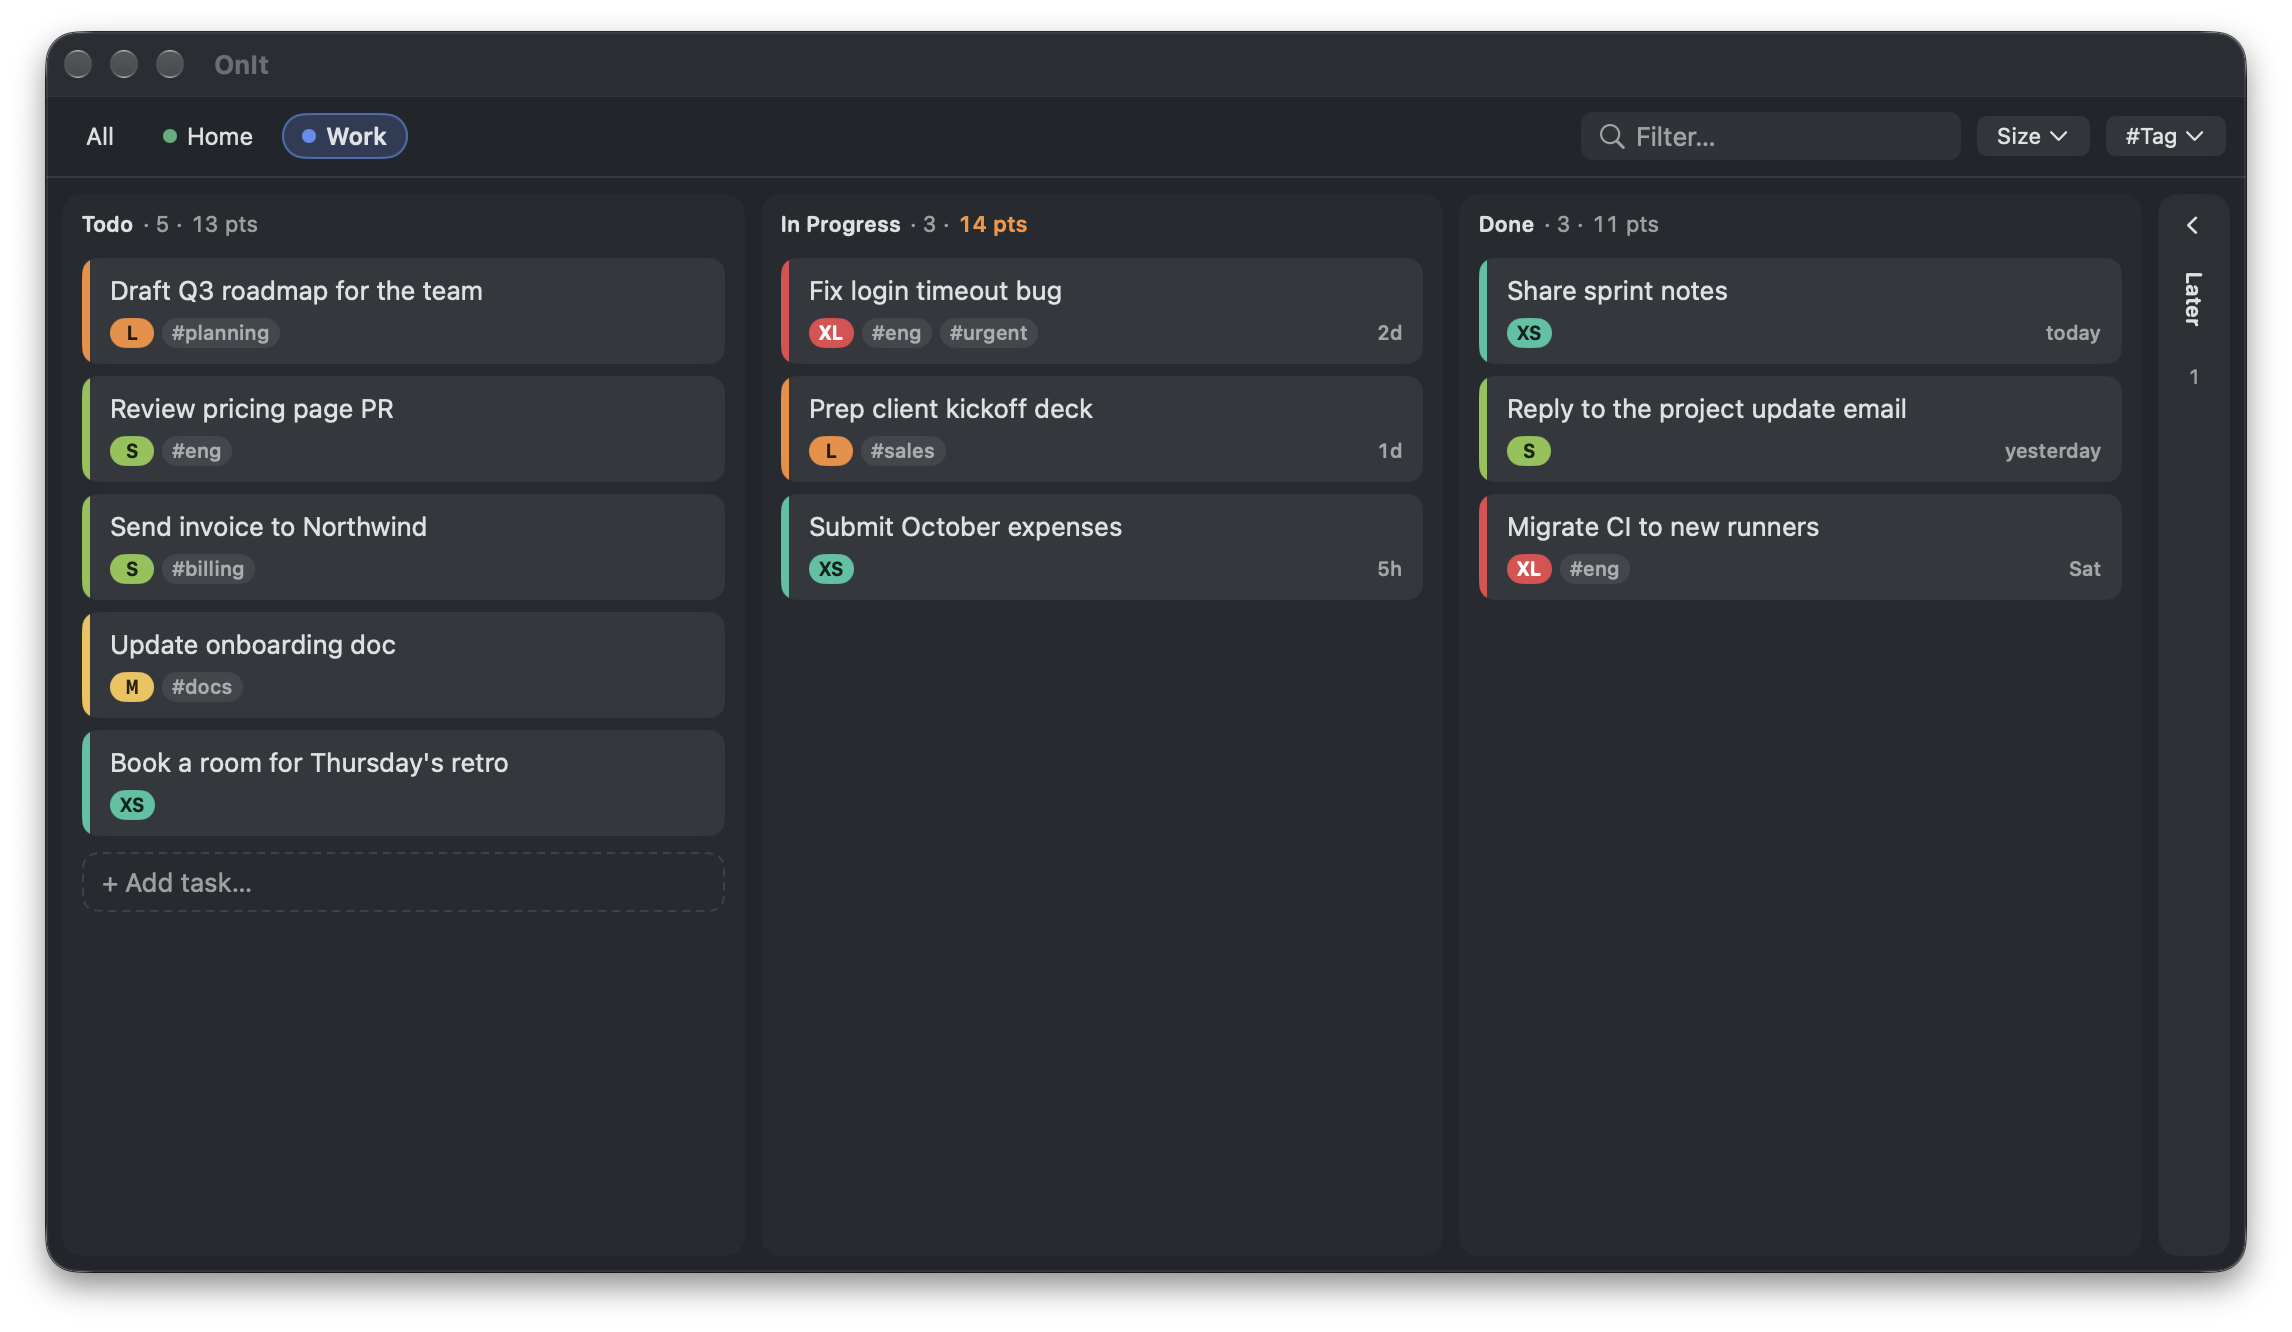 OnIt
All
Home
Work
Filter...
Size
#Tag
Todo · 5 · 13 pts
Draft Q3 roadmap for the team
L #planning
Review pricing page PR
S #eng
Send invoice to Northwind
S #billing
Update onboarding doc
M #docs
Book a room for Thursday's retro
XS
+ Add task...
In Progress · 3 · 14 pts
Fix login timeout bug
XL #eng #urgent 2d
Prep client kickoff deck
L #sales 1d
Submit October expenses
XS 5h
Done · 3 · 11 pts
Share sprint notes
XS today
Reply to the project update email
S yesterday
Migrate CI to new runners
XL #eng Sat
Later
1